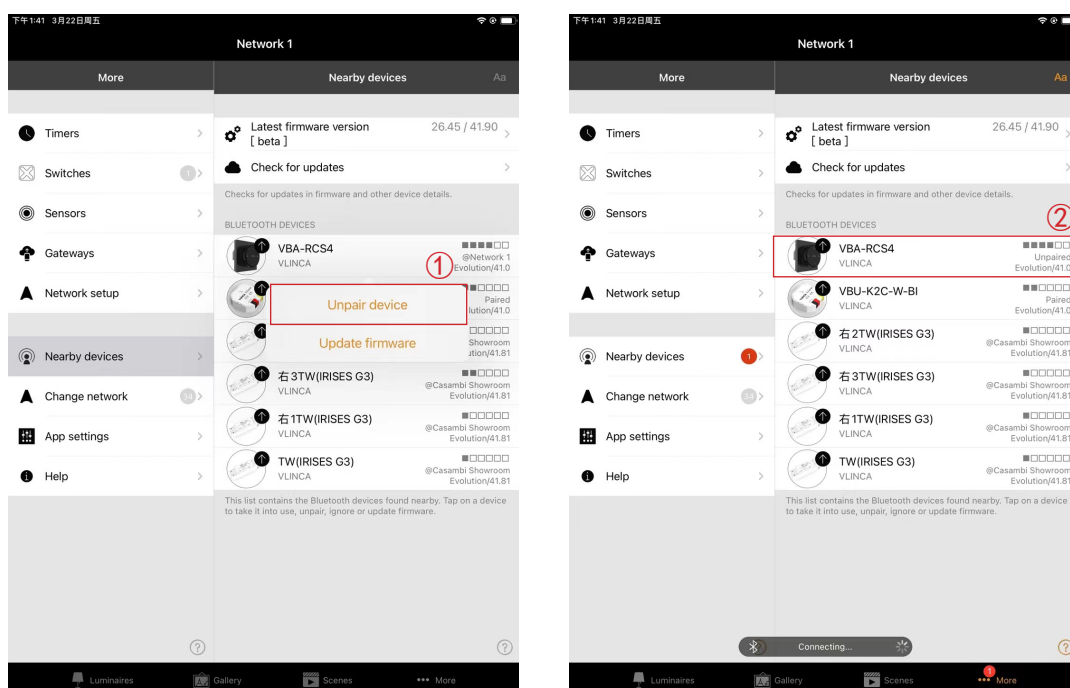 下午1:41 3月22日周五
Network 1
More
Nearby devices
Aa
Timers
Switches
1
Sensors
Gateways
Network setup
Nearby devices
Change network
34
App settings
Help
Latest firmware version
[ beta ]
26.45 / 41.90
Check for updates
Checks for updates in firmware and other device details.
BLUETOOTH DEVICES
VBA-RCS4
VLINCA
@Network 1
Evolution/41.0
①
Unpair device
Update firmware
Paired
lution/41.0
Showroom
ution/41.81
右3TW(IRISES G3)
VLINCA
@Casambi Showroom
Evolution/41.81
右1TW(IRISES G3)
VLINCA
@Casambi Showroom
Evolution/41.81
TW(IRISES G3)
VLINCA
@Casambi Showroom
Evolution/41.81
This list contains the Bluetooth devices found nearby. Tap on a device
to take it into use, unpair, ignore or update firmware.
?
?
Luminaires
Gallery
Scenes
More
下午1:41 3月22日周五
Network 1
More
Nearby devices
Aa
Timers
Switches
Sensors
Gateways
Network setup
Nearby devices
1
Change network
34
App settings
Help
Latest firmware version
[ beta ]
26.45 / 41.90
Check for updates
Checks for updates in firmware and other device details.
BLUETOOTH DEVICES
②
VBA-RCS4
VLINCA
Unpaired
Evolution/41.0
VBU-K2C-W-BI
VLINCA
Paired
Evolution/41.0
右2TW(IRISES G3)
VLINCA
@Casambi Showroom
Evolution/41.81
右3TW(IRISES G3)
VLINCA
@Casambi Showroom
Evolution/41.81
右1TW(IRISES G3)
VLINCA
@Casambi Showroom
Evolution/41.81
TW(IRISES G3)
VLINCA
@Casambi Showroom
Evolution/41.81
This list contains the Bluetooth devices found nearby. Tap on a device
to take it into use, unpair, ignore or update firmware.
Connecting...
?
Luminaires
Gallery
Scenes
1
More